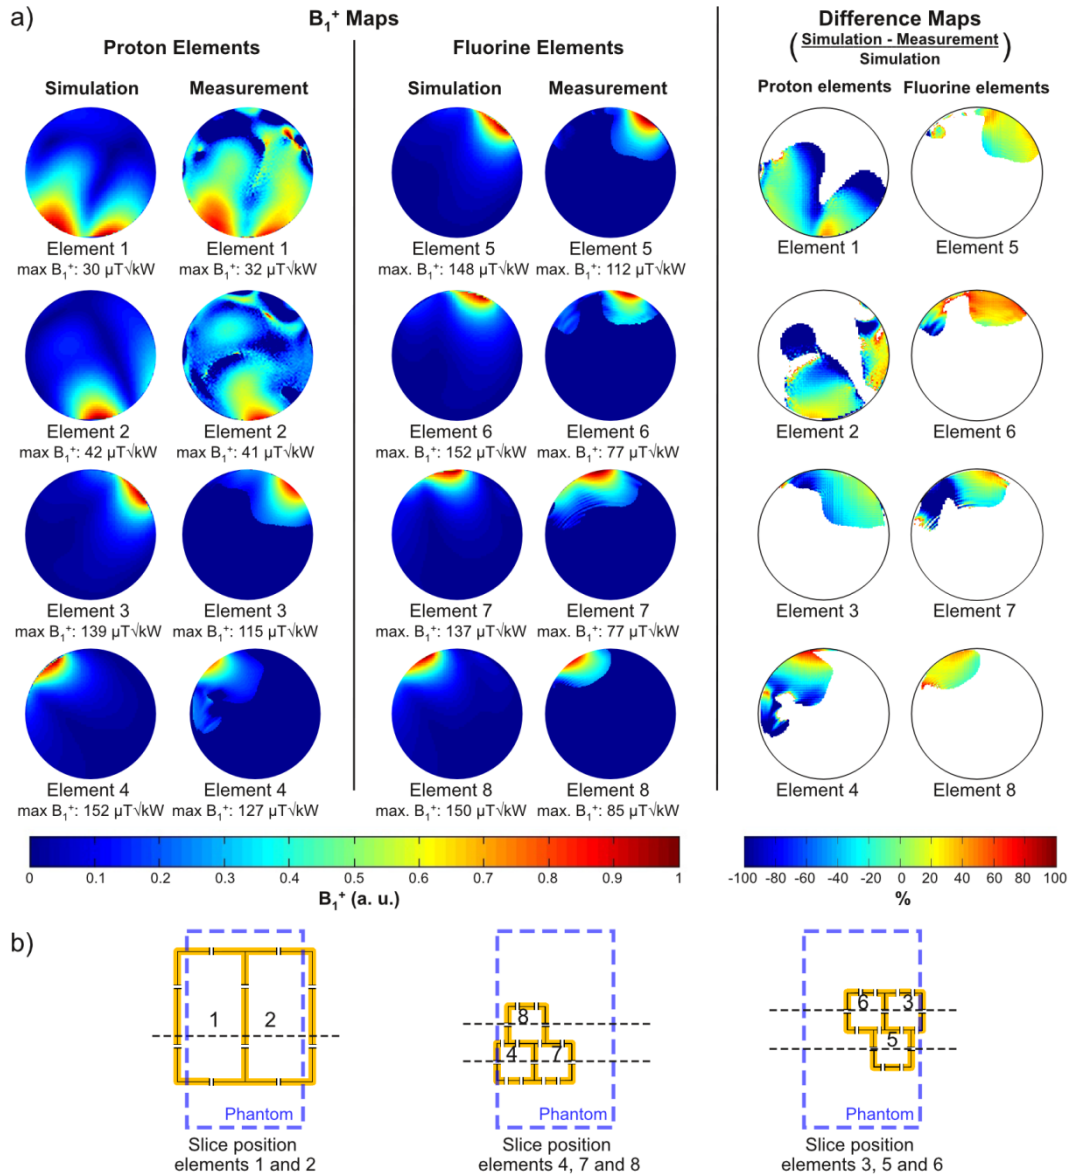 a)
B₁⁺ Maps
Difference Maps
(Simulation - Measurement / Simulation)
Proton Elements
Fluorine Elements
Simulation Measurement Simulation Measurement Proton elements Fluorine elements
Element 1 Element 1 Element 5 Element 5 Element 1 Element 5
max B₁⁺: 30 µT√kW max B₁⁺: 32 µT√kW max. B₁⁺: 148 µT√kW max. B₁⁺: 112 µT√kW
Element 2 Element 2 Element 6 Element 6 Element 2 Element 6
max B₁⁺: 42 µT√kW max B₁⁺: 41 µT√kW max. B₁⁺: 152 µT√kW max. B₁⁺: 77 µT√kW
Element 3 Element 3 Element 7 Element 7 Element 3 Element 7
max B₁⁺: 139 µT√kW max B₁⁺: 115 µT√kW max. B₁⁺: 137 µT√kW max. B₁⁺: 77 µT√kW
Element 4 Element 4 Element 8 Element 8 Element 4 Element 8
max B₁⁺: 152 µT√kW max B₁⁺: 127 µT√kW max. B₁⁺: 150 µT√kW max. B₁⁺: 85 µT√kW
0 0.1 0.2 0.3 0.4 0.5 0.6 0.7 0.8 0.9 1
B₁⁺ (a. u.)
-100 -80 -60 -40 -20 0 20 40 60 80 100
%
b)
1 2
Phantom
Slice position
elements 1 and 2
8
4 7
Slice position
elements 4, 7 and 8
6 3
5
Phantom
Slice position
elements 3, 5 and 6